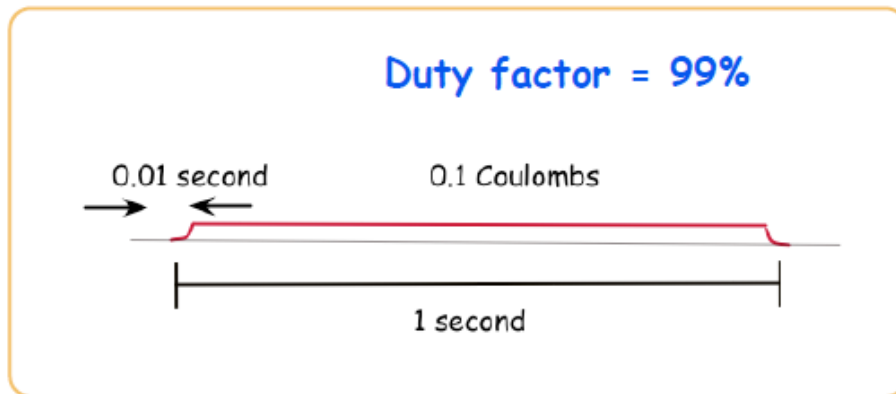 Duty factor = 99%
0.01 second
0.1 Coulombs
1 second